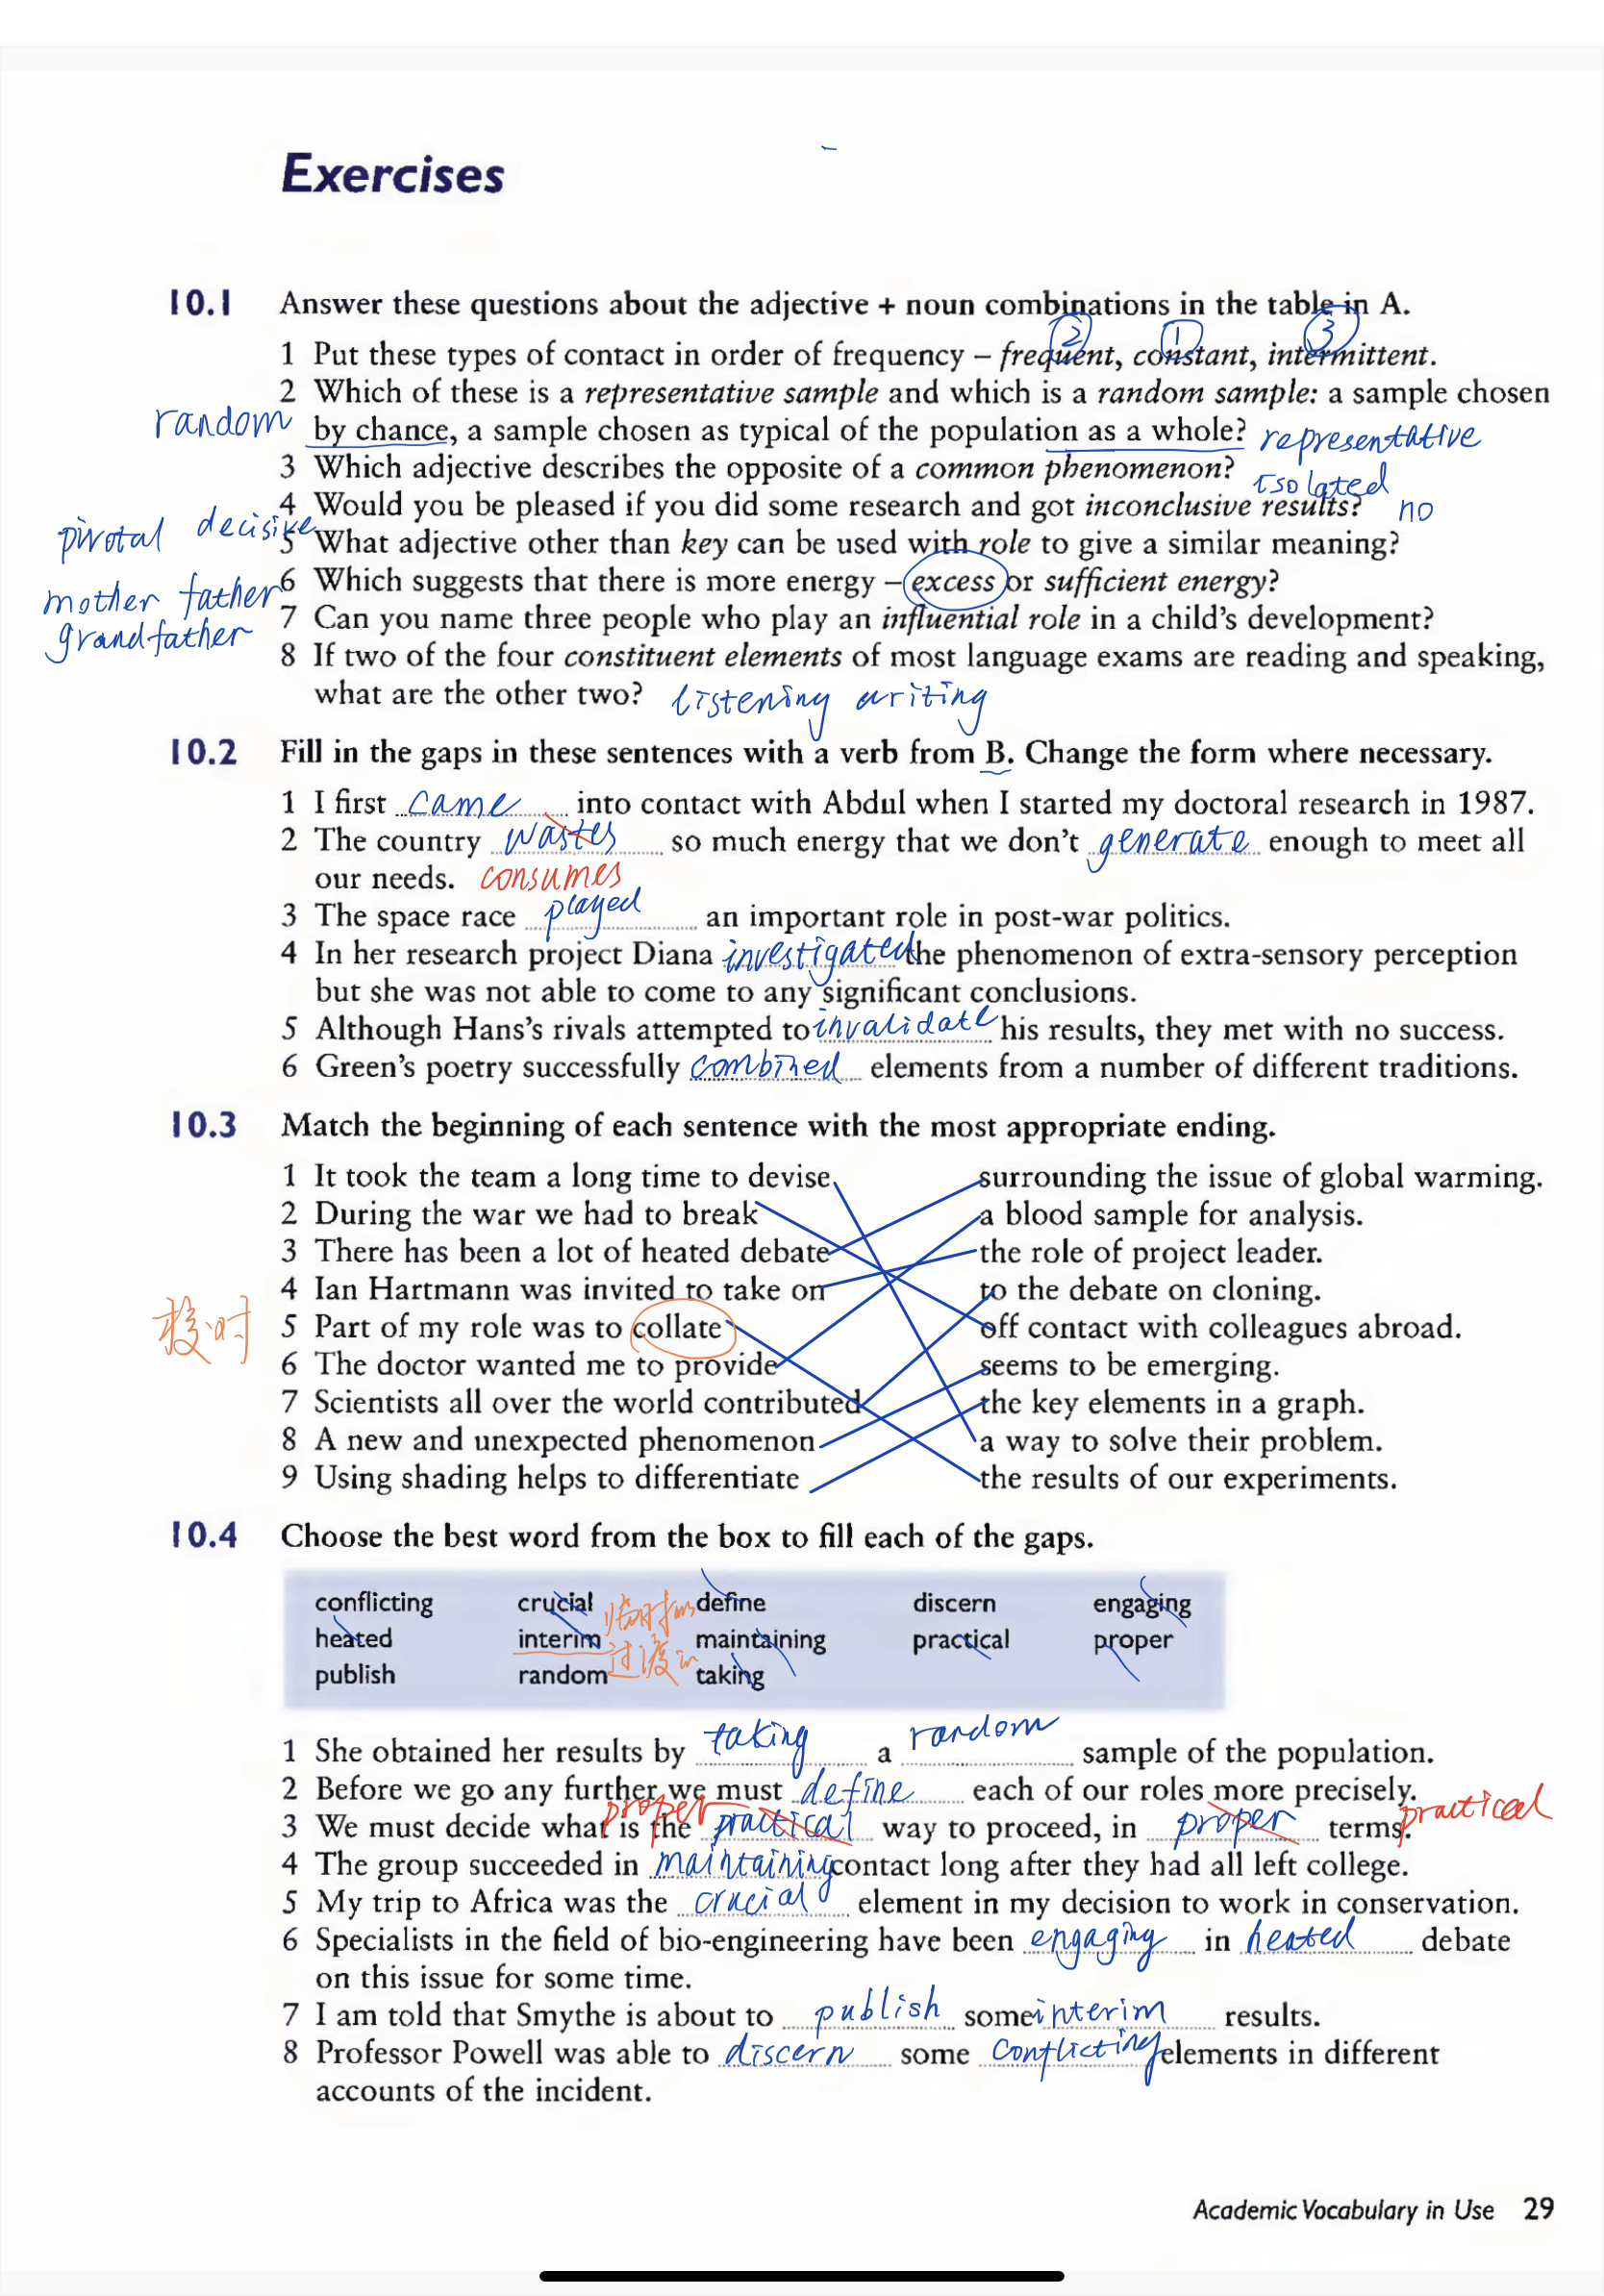 Exercises
10.1 Answer these questions about the adjective + noun combinations in the table in A.
2 1 3
1 Put these types of contact in order of frequency – frequent, constant, intermittent.
2 Which of these is a representative sample and which is a random sample: a sample chosen
random by chance, a sample chosen as typical of the population as a whole? representative
3 Which adjective describes the opposite of a common phenomenon? isolated
4 Would you be pleased if you did some research and got inconclusive results? no
pivotal decisive
5 What adjective other than key can be used with role to give a similar meaning?
6 Which suggests that there is more energy – excess or sufficient energy?
mother father
grandfather
7 Can you name three people who play an influential role in a child's development?
8 If two of the four constituent elements of most language exams are reading and speaking,
what are the other two? listening writing
10.2 Fill in the gaps in these sentences with a verb from B. Change the form where necessary.
1 I first came into contact with Abdul when I started my doctoral research in 1987.
2 The country wastes so much energy that we don't generate enough to meet all
our needs. consumes
3 The space race played an important role in post-war politics.
4 In her research project Diana investigated the phenomenon of extra-sensory perception
but she was not able to come to any significant conclusions.
5 Although Hans's rivals attempted to invalidate his results, they met with no success.
6 Green's poetry successfully combined elements from a number of different traditions.
10.3 Match the beginning of each sentence with the most appropriate ending.
1 It took the team a long time to devise surrounding the issue of global warming.
2 During the war we had to break a blood sample for analysis.
3 There has been a lot of heated debate the role of project leader.
4 Ian Hartmann was invited to take on to the debate on cloning.
5 Part of my role was to collate off contact with colleagues abroad.
6 The doctor wanted me to provide seems to be emerging.
7 Scientists all over the world contributed the key elements in a graph.
8 A new and unexpected phenomenon a way to solve their problem.
9 Using shading helps to differentiate the results of our experiments.
10.4 Choose the best word from the box to fill each of the gaps.
conflicting crucial 临时的 define discern engaging
heated interim 过渡的 maintaining practical proper
publish random taking
1 She obtained her results by taking a random sample of the population.
2 Before we go any further we must define each of our roles more precisely.
proper practical
3 We must decide what is the practical way to proceed, in proper terms.
4 The group succeeded in maintaining contact long after they had all left college.
5 My trip to Africa was the crucial element in my decision to work in conservation.
6 Specialists in the field of bio-engineering have been engaging in heated debate
on this issue for some time.
7 I am told that Smythe is about to publish some interim results.
8 Professor Powell was able to discern some conflicting elements in different
accounts of the incident.
Academic Vocabulary in Use 29